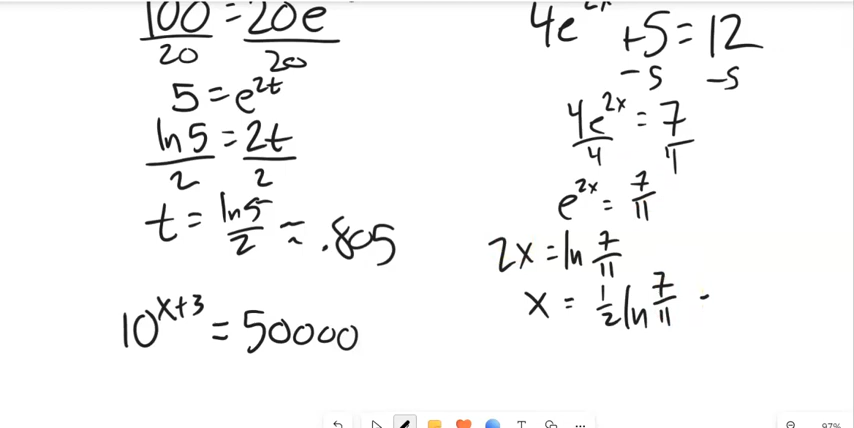 100/20 = 20e/20
5 = e^2t
ln5/2 = 2t/2
t = ln5/2 ≈ .805
10^x+3 = 50000
4e^2x +5 = 12
-5 -5
4e^2x/4 = 7/4
e^2x = 7/11
2x = ln 7/11
x = 1/2 ln 7/11 -
T
97%